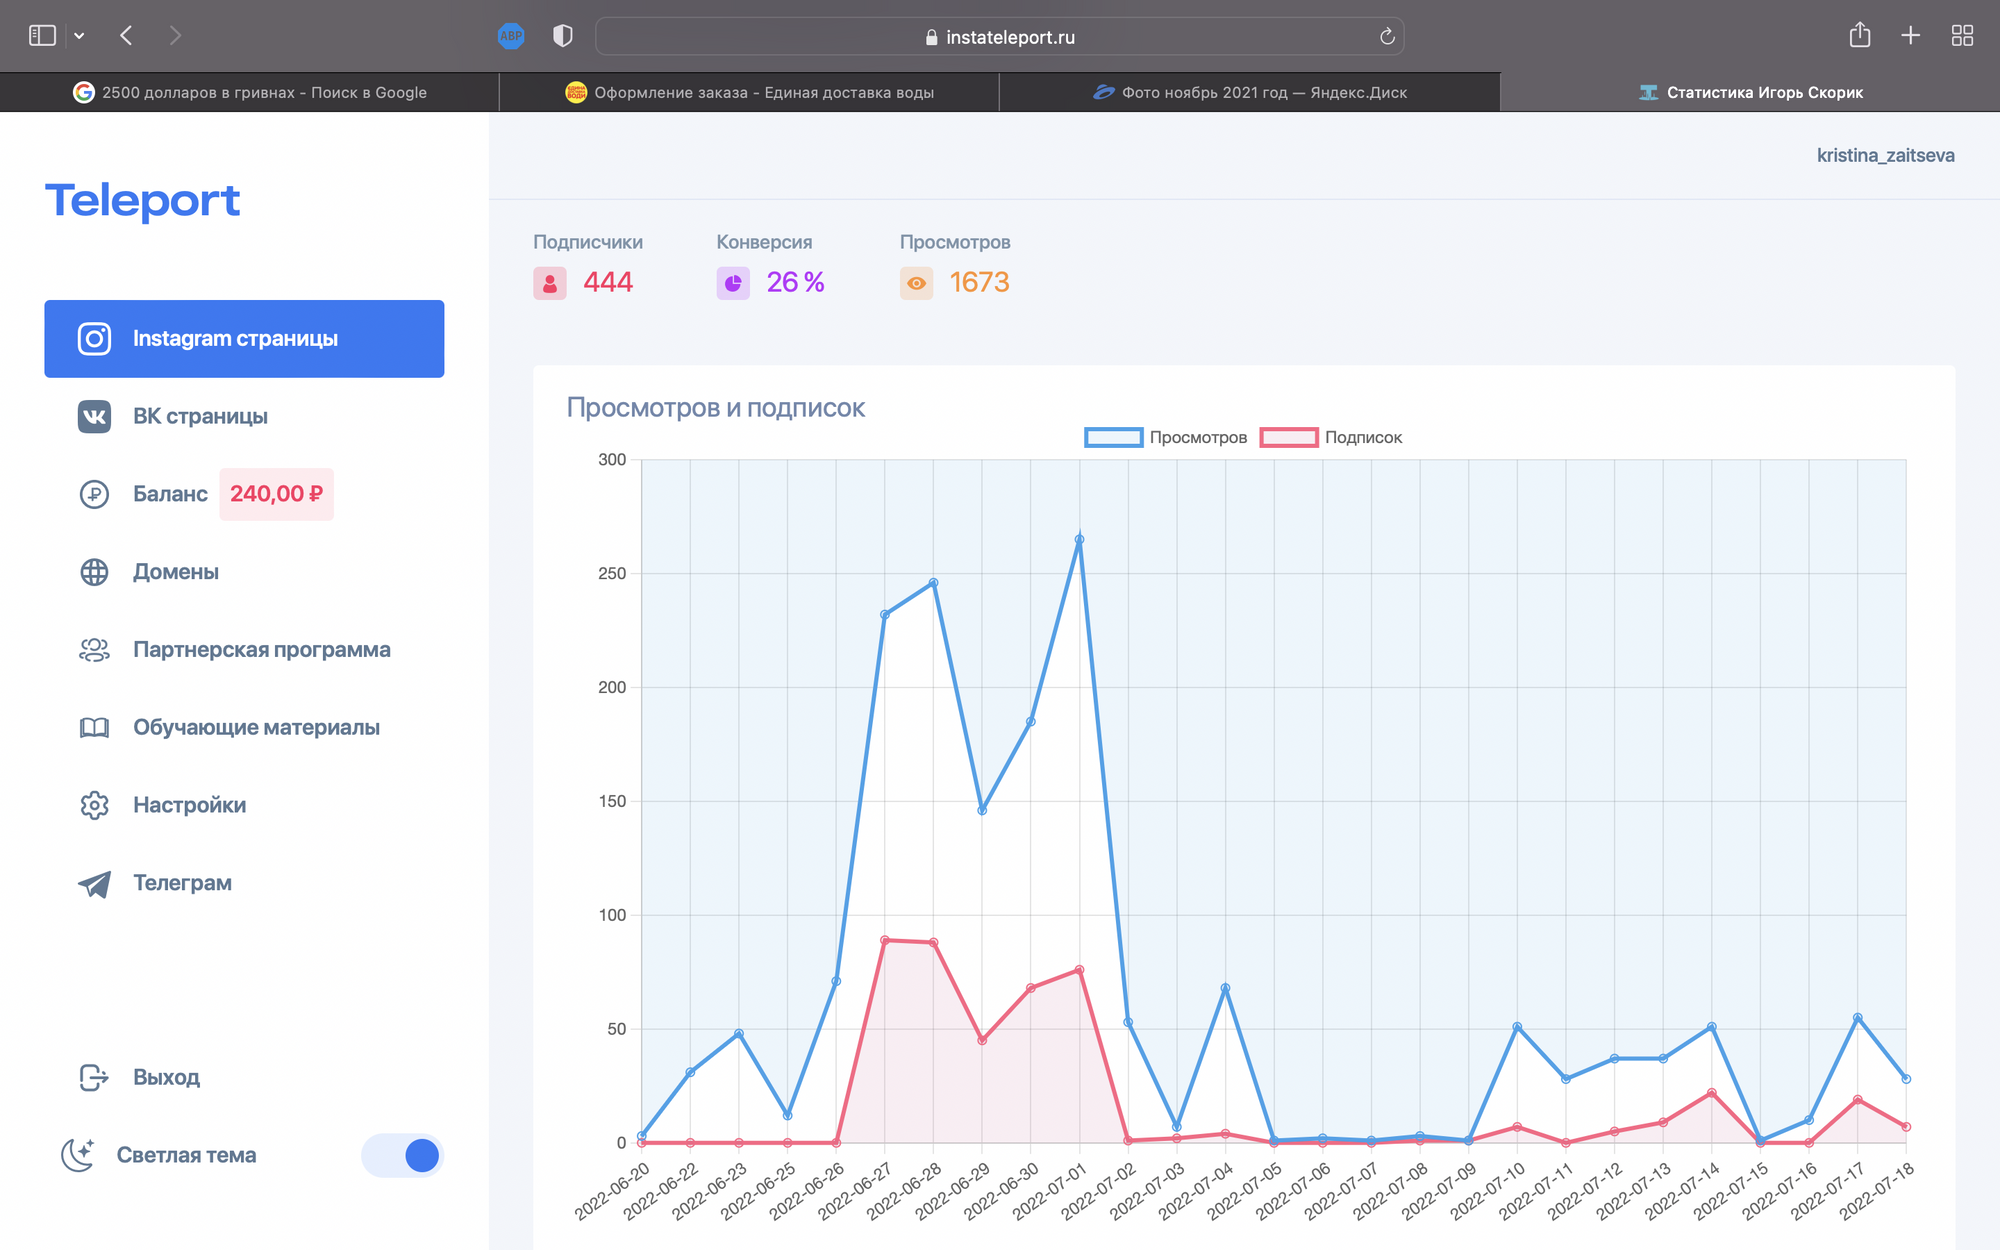 ABP
instateleport.ru
2500 долларов в гривнах - Поиск в Google
Оформление заказа - Единая доставка воды
Фото ноябрь 2021 год — Яндекс.Диск
Статистика Игорь Скорик
kristina_zaitseva
Teleport
Instagram страницы
ВК страницы
Баланс 240,00 ₽
Домены
Партнерская программа
Обучающие материалы
Настройки
Телеграм
Выход
Светлая тема
Подписчики
444
Конверсия
26 %
Просмотров
1673
Просмотров и подписок
Просмотров
Подписок
300
250
200
150
100
50
0
2022-06-20
2022-06-22
2022-06-23
2022-06-25
2022-06-26
2022-06-27
2022-06-28
2022-06-29
2022-06-30
2022-07-01
2022-07-02
2022-07-03
2022-07-04
2022-07-05
2022-07-06
2022-07-07
2022-07-08
2022-07-09
2022-07-10
2022-07-11
2022-07-12
2022-07-13
2022-07-14
2022-07-15
2022-07-16
2022-07-17
2022-07-18